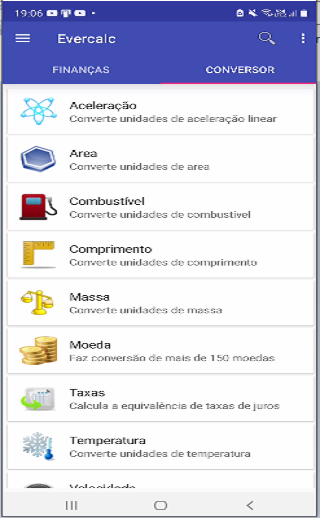 19:06
Evercalc
FINANÇAS CONVERSOR
Aceleração
Converte unidades de aceleração linear
Area
Converte unidades de area
Combustível
Converte unidades de combustivel
Comprimento
Converte unidades de comprimento
Massa
Converte unidades de massa
Moeda
Faz conversão de mais de 150 moedas
Taxas
Calcula a equivalência de taxas de juros
Temperatura
Converte unidades de temperatura
Velocidade